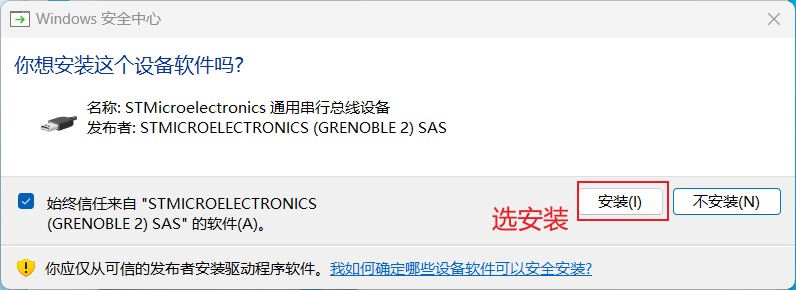 Windows 安全中心
你想安装这个设备软件吗?
名称: STMicroelectronics 通用串行总线设备
发布者: STMICROELECTRONICS (GRENOBLE 2) SAS
始终信任来自 "STMICROELECTRONICS
(GRENOBLE 2) SAS" 的软件(A)。
选安装
安装(I)
不安装(N)
你应仅从可信的发布者安装驱动程序软件。我如何确定哪些设备软件可以安全安装?